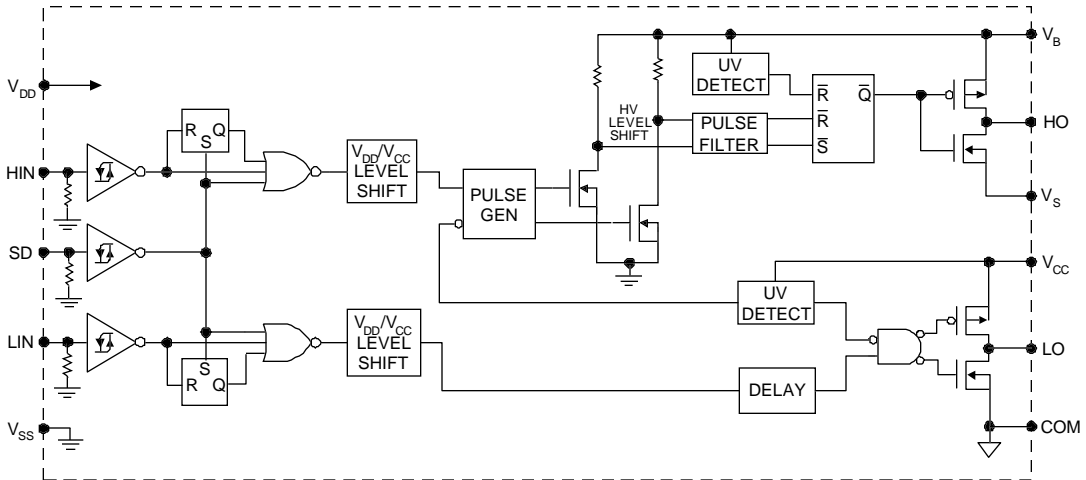 V_B
V_DD
UV
DETECT
R̅
Q̅
HV
LEVEL
SHIFT
R Q
S
PULSE
FILTER
R̅
S̅
HO
HIN
V_DD/V_CC
LEVEL
SHIFT
PULSE
GEN
V_S
SD
V_CC
UV
DETECT
LIN
V_DD/V_CC
LEVEL
SHIFT
LO
S
R Q
DELAY
V_SS
COM